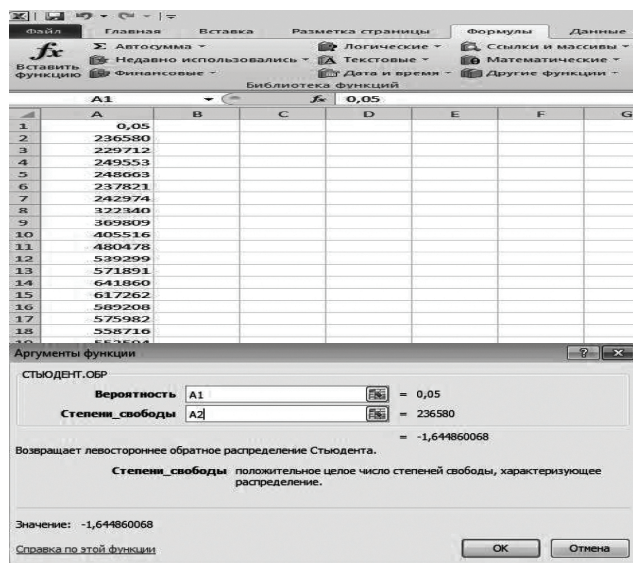 Файл Главная Вставка Разметка страницы Формулы Данные
fx Вставить функцию
Σ Автосумма Логические Ссылки и массивы
Недавно использовались Текстовые Математические
Финансовые Дата и время Другие функции
Библиотека функций
A1 fx 0,05
A B C D E F G
1 0,05
2 236580
3 229712
4 249553
5 248663
6 237821
7 242974
8 322340
9 369809
10 405516
11 480478
12 539299
13 571891
14 641860
15 617262
16 589208
17 575982
18 558716
Аргументы функции
СТЬЮДЕНТ.ОБР
Вероятность A1 = 0,05
Степени_свободы A2 = 236580
= -1,644860068
Возвращает левостороннее обратное распределение Стьюдента.
Степени_свободы положительное целое число степеней свободы, характеризующее
распределение.
Значение: -1,644860068
Справка по этой функции OK Отмена